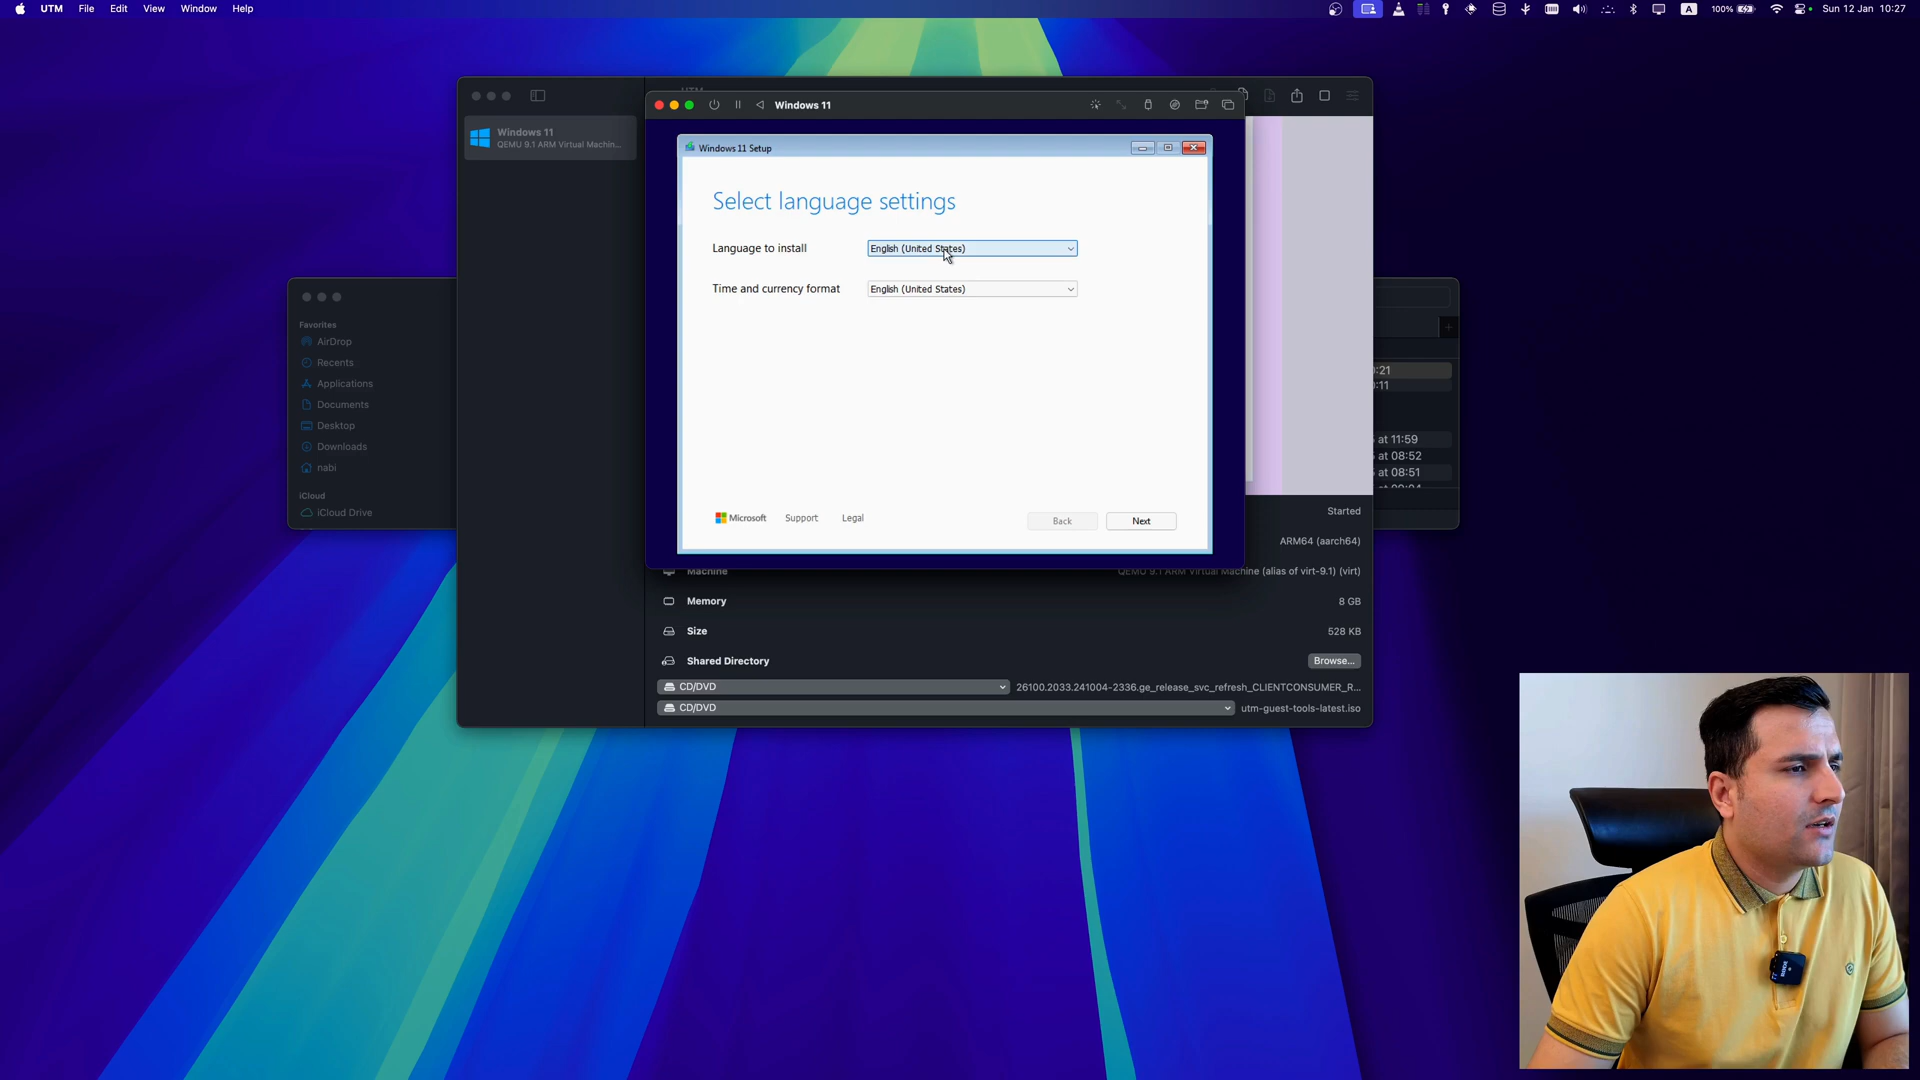 UTM File Edit View Window Help
A 100% Sun 12 Jan 10:27
Windows 11
QEMU 9.1 ARM Virtual Machin...
Windows 11
Windows 11 Setup
Select language settings
Language to install English (United States)
Time and currency format English (United States)
Microsoft Support Legal
Back Next
Favorites
AirDrop
Recents
Applications
Documents
Desktop
Downloads
nabi
iCloud
iCloud Drive
:21
:11
at 11:59
at 08:52
at 08:51
Started
ARM64 (aarch64)
Machine QEMU 9.1 ARM Virtual Machine (alias of virt-9.1) (virt)
Memory 8 GB
Size 528 KB
Shared Directory Browse...
CD/DVD 26100.2033.241004-2336.ge_release_svc_refresh_CLIENTCONSUMER_R...
CD/DVD utm-guest-tools-latest.iso